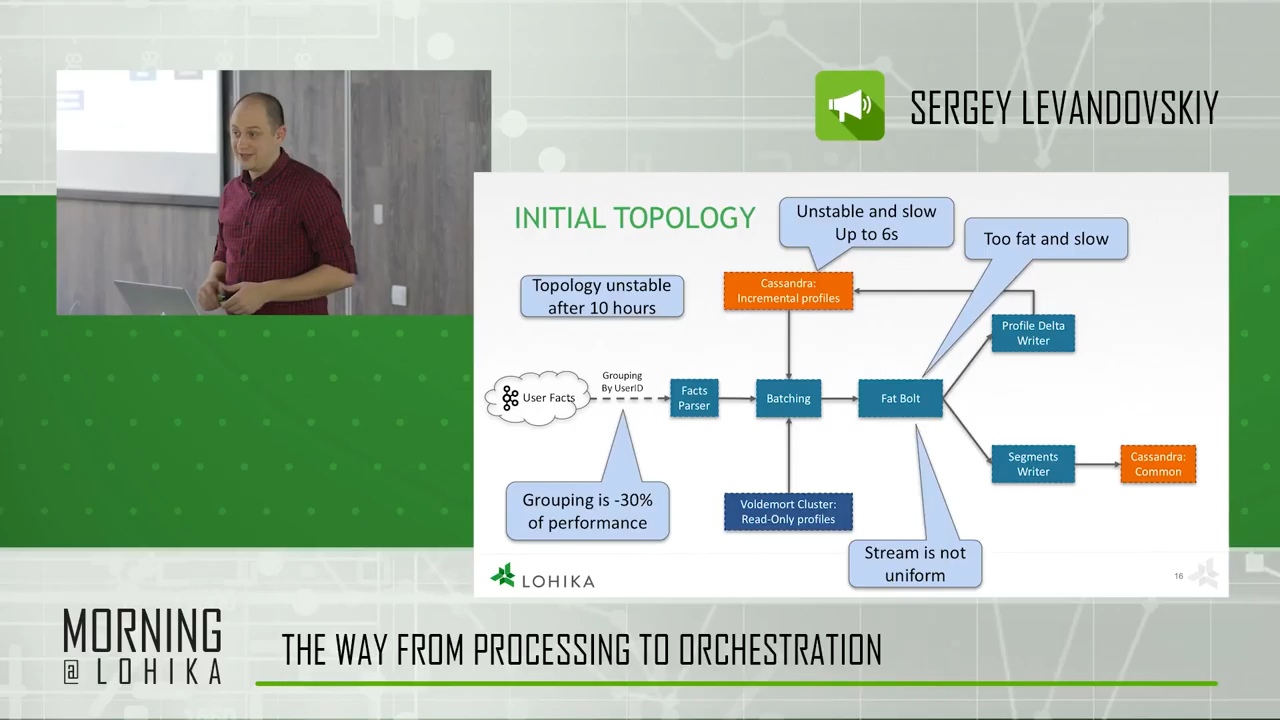 SERGEY LEVANDOVSKIY
INITIAL TOPOLOGY
Unstable and slow
Up to 6s
Too fat and slow
Topology unstable
after 10 hours
Cassandra:
Incremental profiles
Profile Delta
Writer
Grouping
By UserID
User Facts
Facts
Parser
Batching
Fat Bolt
Segments
Writer
Cassandra:
Common
Grouping is -30%
of performance
Voldemort Cluster:
Read-Only profiles
Stream is not
uniform
LOHIKA
16
MORNING
@ LOHIKA
THE WAY FROM PROCESSING TO ORCHESTRATION